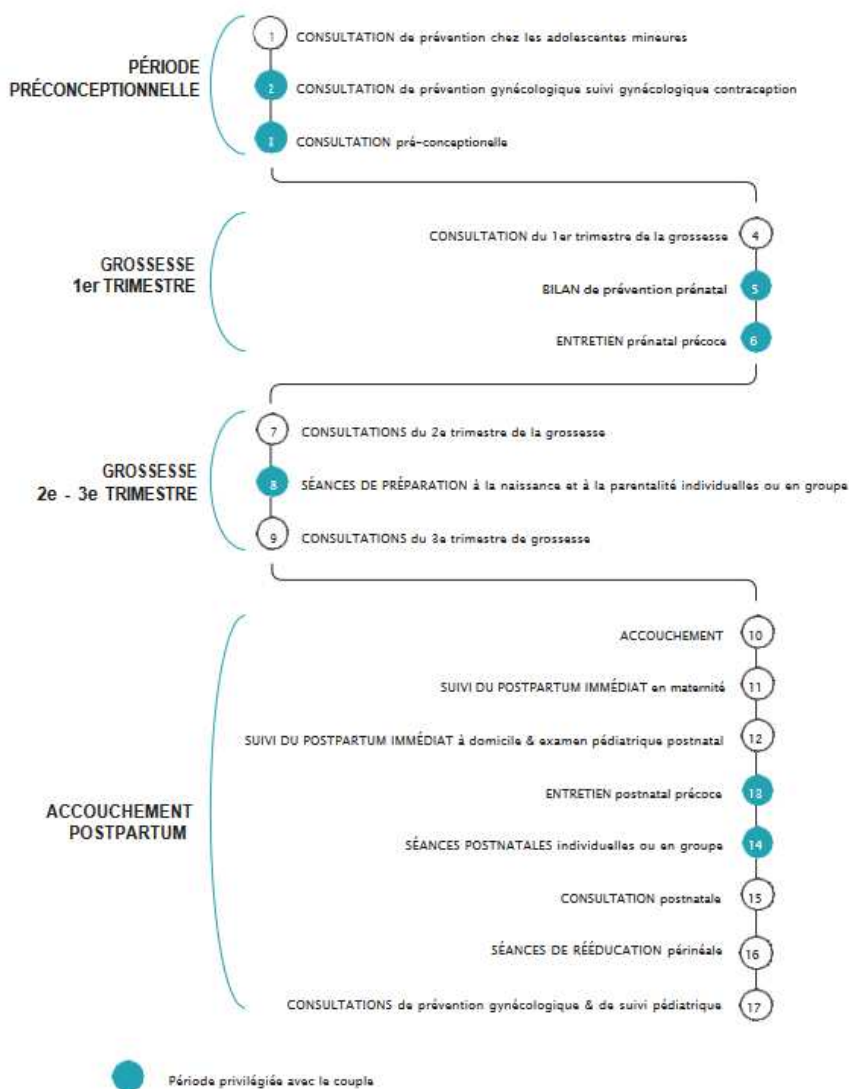 PÉRIODE
PRÉCONCEPTIONNELLE
1 CONSULTATION de prévention chez les adolescentes mineures
2 CONSULTATION de prévention gynécologique suivi gynécologique contraception
3 CONSULTATION pré-conceptionelle
GROSSESSE
1er TRIMESTRE
CONSULTATION du 1er trimestre de la grossesse 4
BILAN de prévention prénatal 5
ENTRETIEN prénatal précoce 6
GROSSESSE
2e - 3e TRIMESTRE
7 CONSULTATIONS du 2e trimestre de la grossesse
8 SÉANCES DE PRÉPARATION à la naissance et à la parentalité individuelles ou en groupe
9 CONSULTATIONS du 3e trimestre de grossesse
ACCOUCHEMENT
POSTPARTUM
ACCOUCHEMENT 10
SUIVI DU POSTPARTUM IMMÉDIAT en maternité 11
SUIVI DU POSTPARTUM IMMÉDIAT à domicile & examen pédiatrique postnatal 12
ENTRETIEN postnatal précoce 13
SÉANCES POSTNATALES individuelles ou en groupe 14
CONSULTATION postnatale 15
SÉANCES DE RÉÉDUCATION périnéale 16
CONSULTATIONS de prévention gynécologique & de suivi pédiatrique 17
Période privilégiée avec le couple